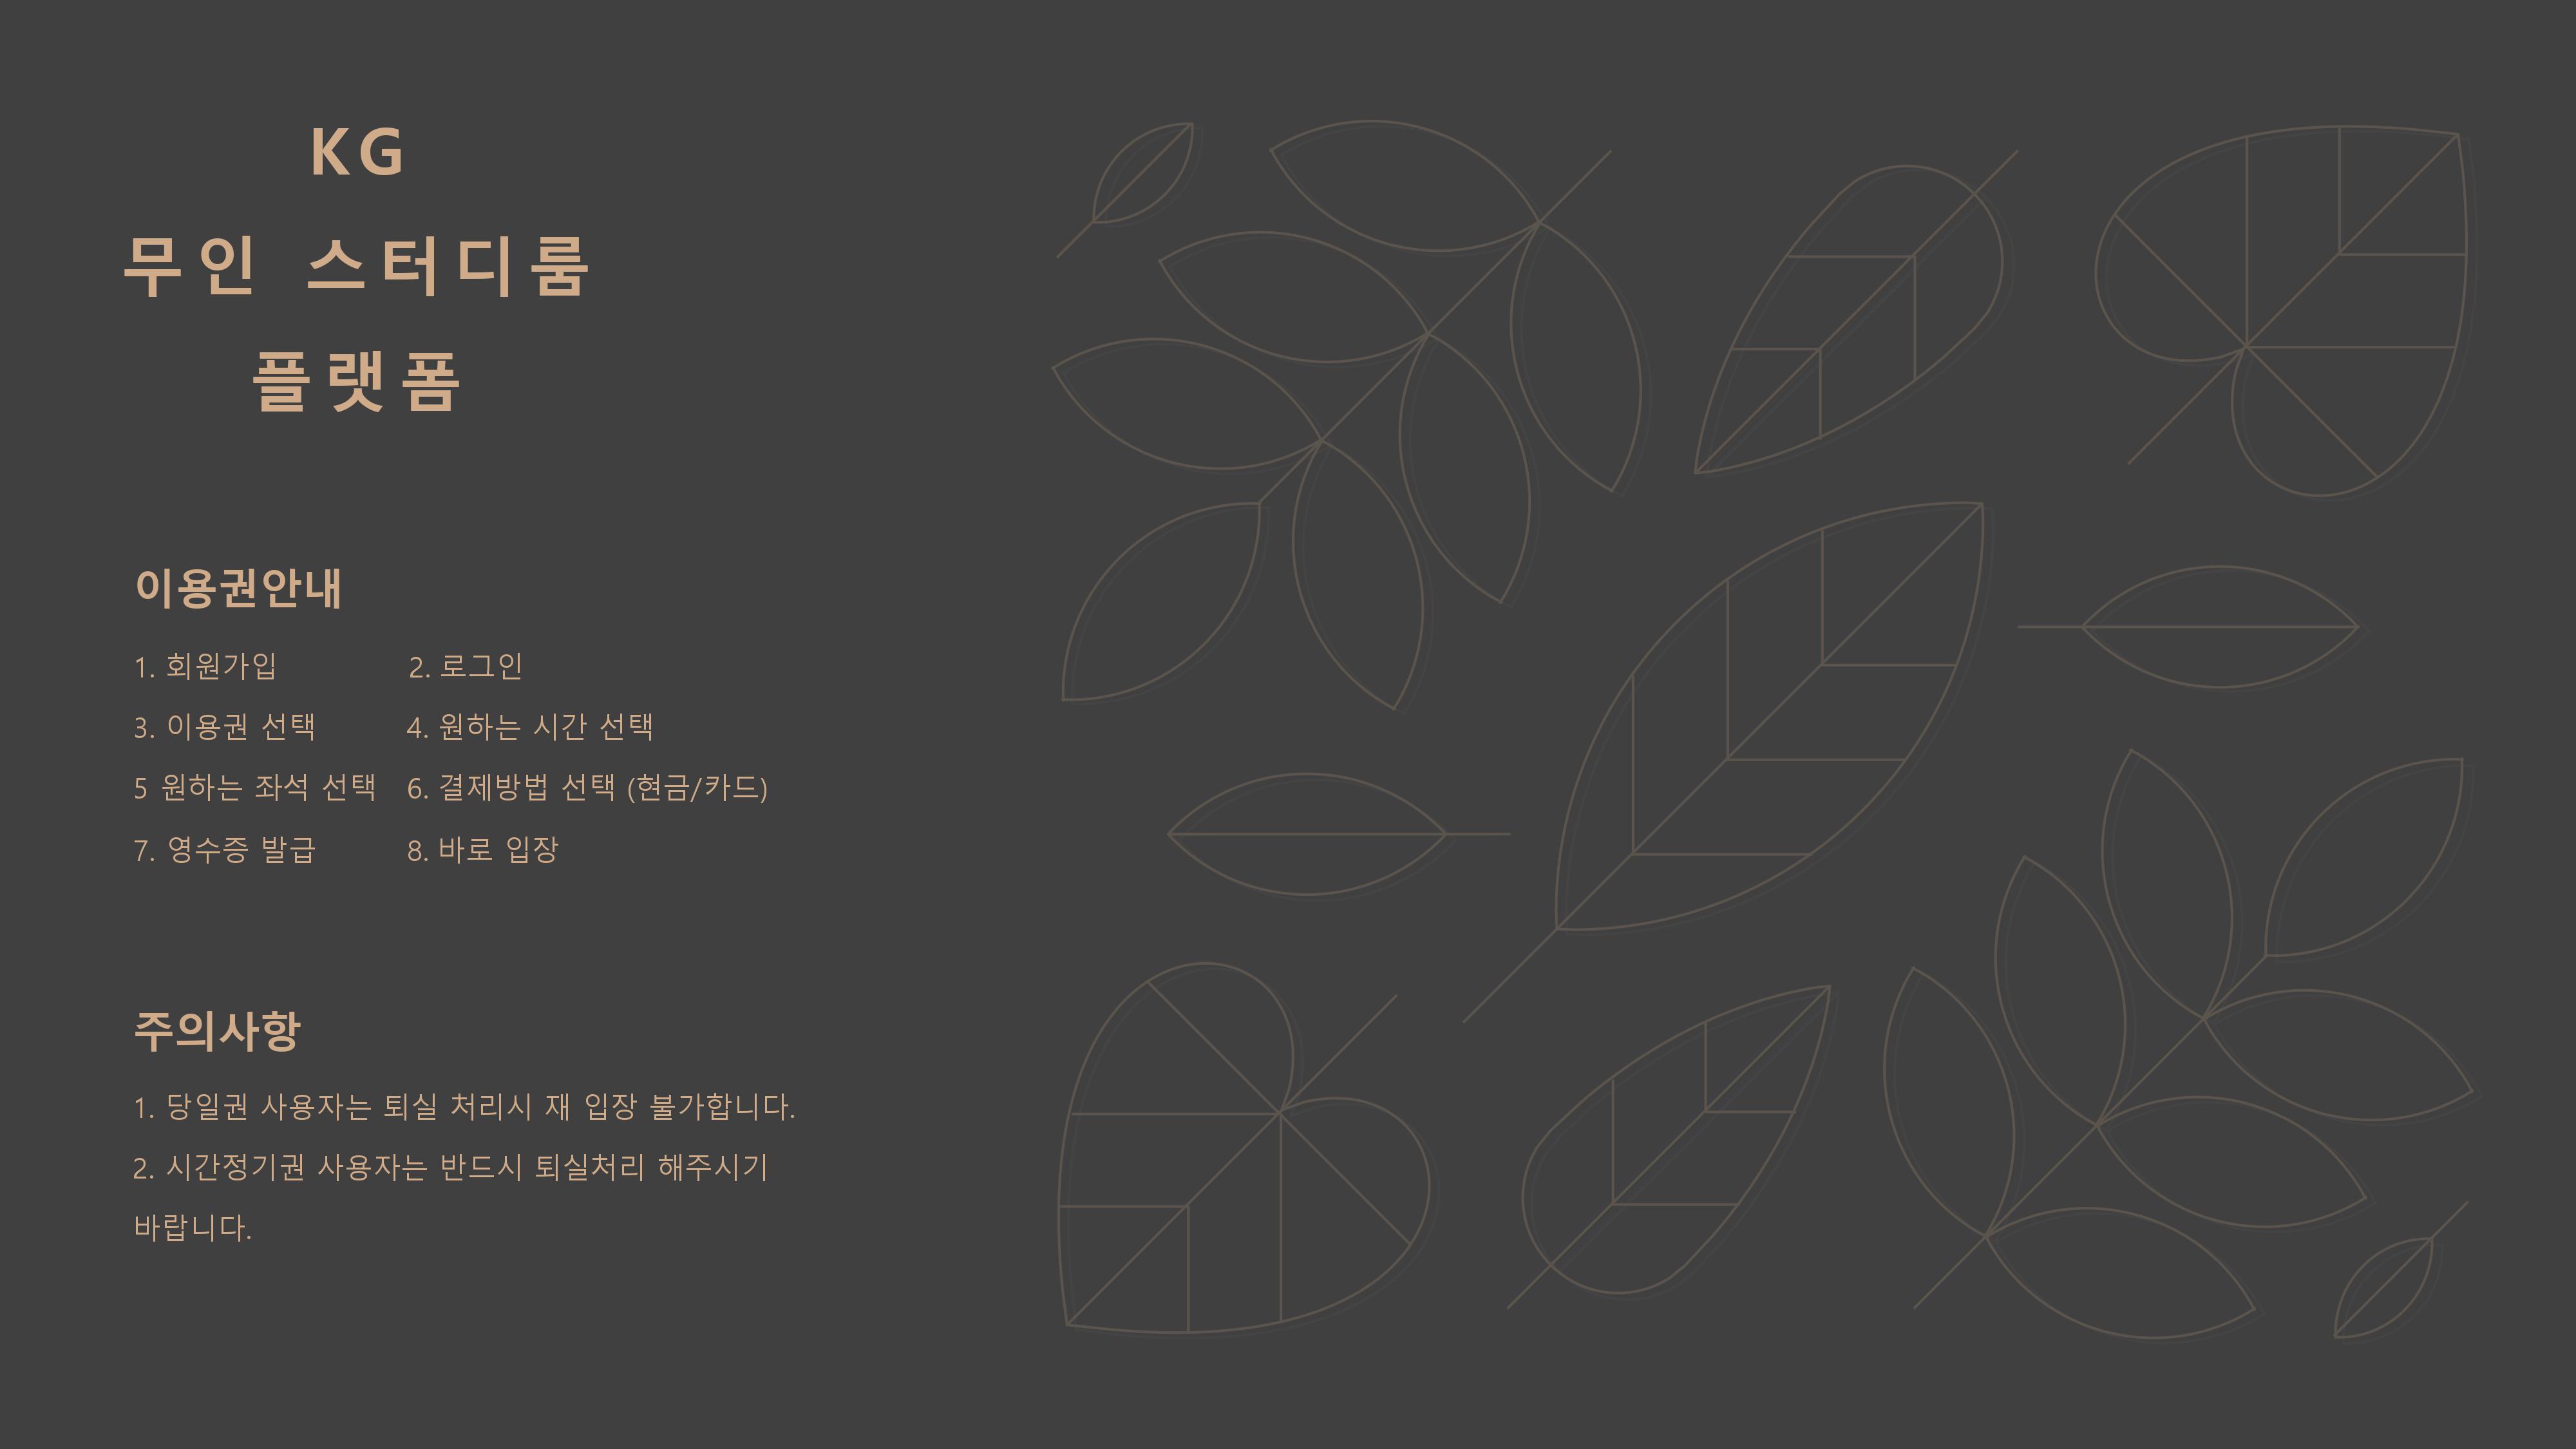 KG
무인 스터디룸
플랫폼
이용권안내
1. 회원가입 2. 로그인
3. 이용권 선택 4. 원하는 시간 선택
5 원하는 좌석 선택 6. 결제방법 선택 (현금/카드)
7. 영수증 발급 8. 바로 입장
주의사항
1. 당일권 사용자는 퇴실 처리시 재 입장 불가합니다.
2. 시간정기권 사용자는 반드시 퇴실처리 해주시기
바랍니다.